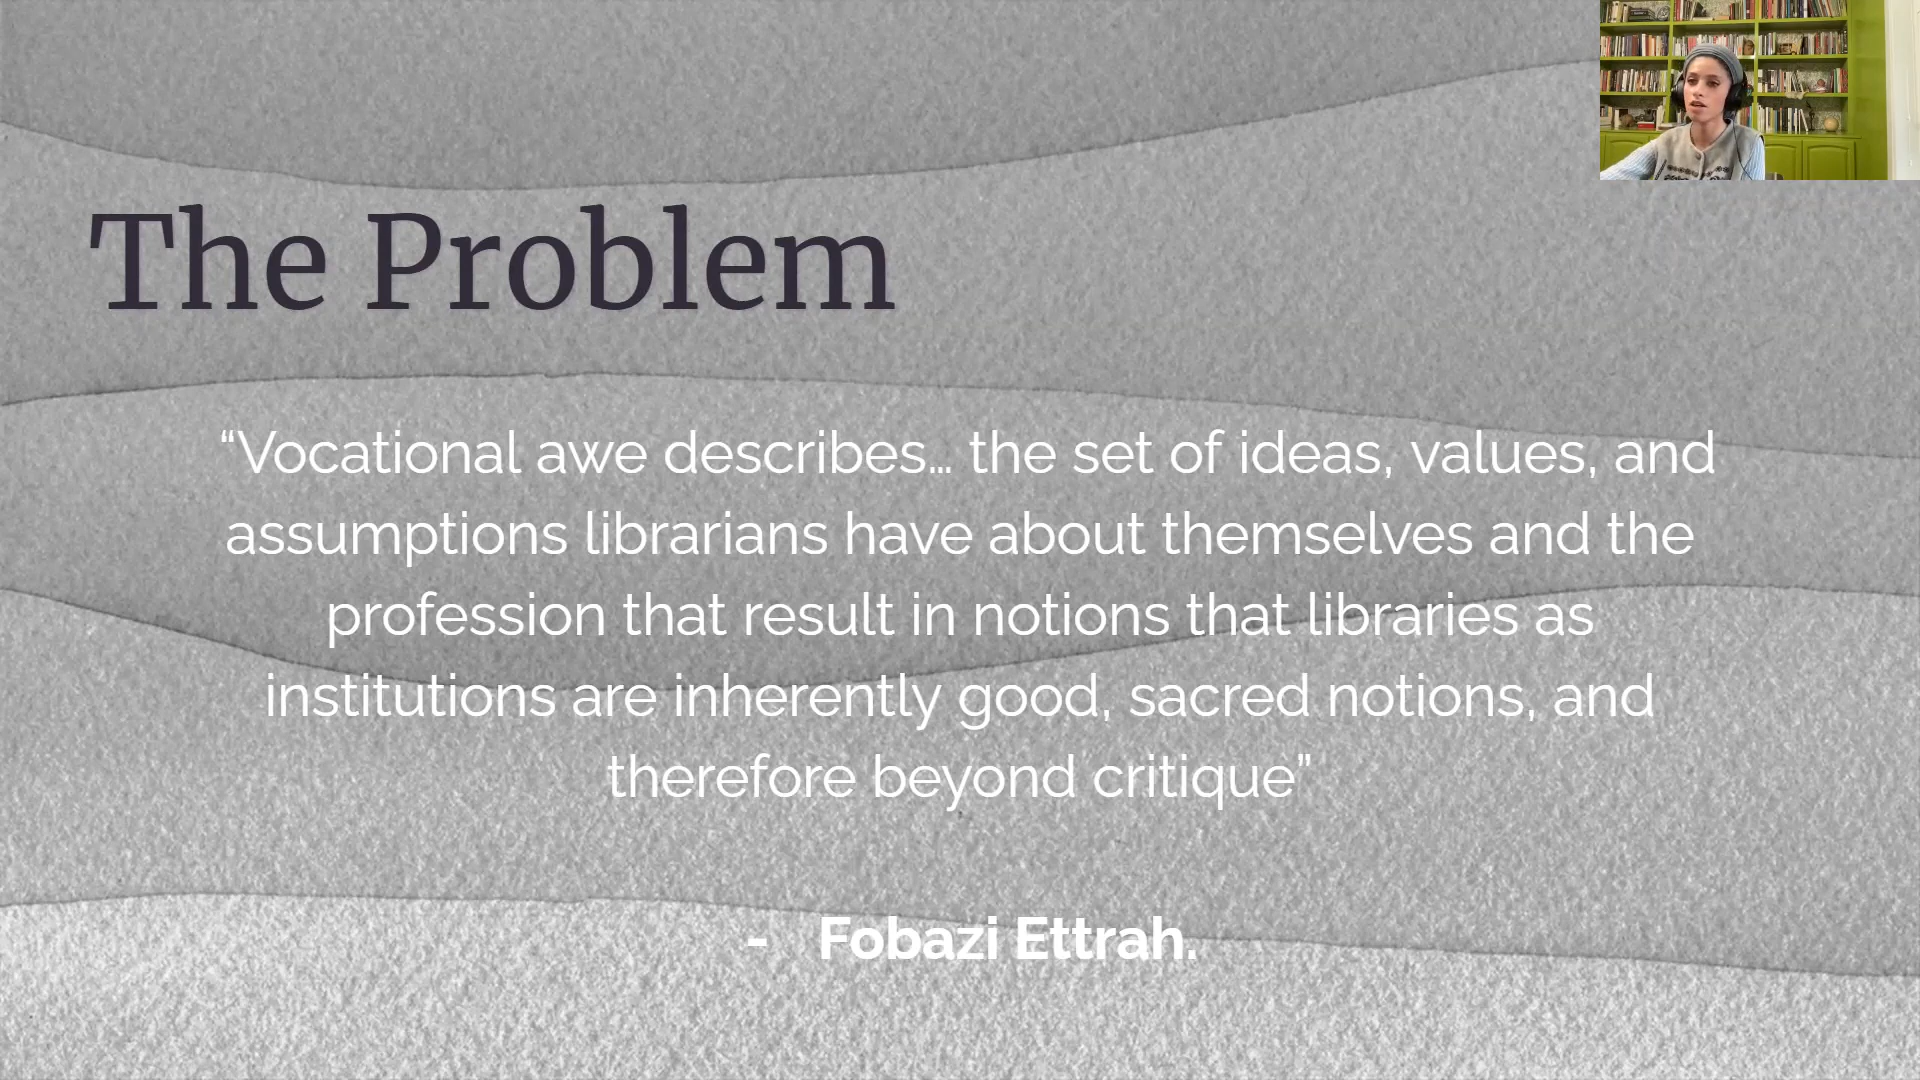 The Problem
“Vocational awe describes... the set of ideas, values, and
assumptions librarians have about themselves and the
profession that result in notions that libraries as
institutions are inherently good, sacred notions, and
therefore beyond critique”
- Fobazi Ettrah.